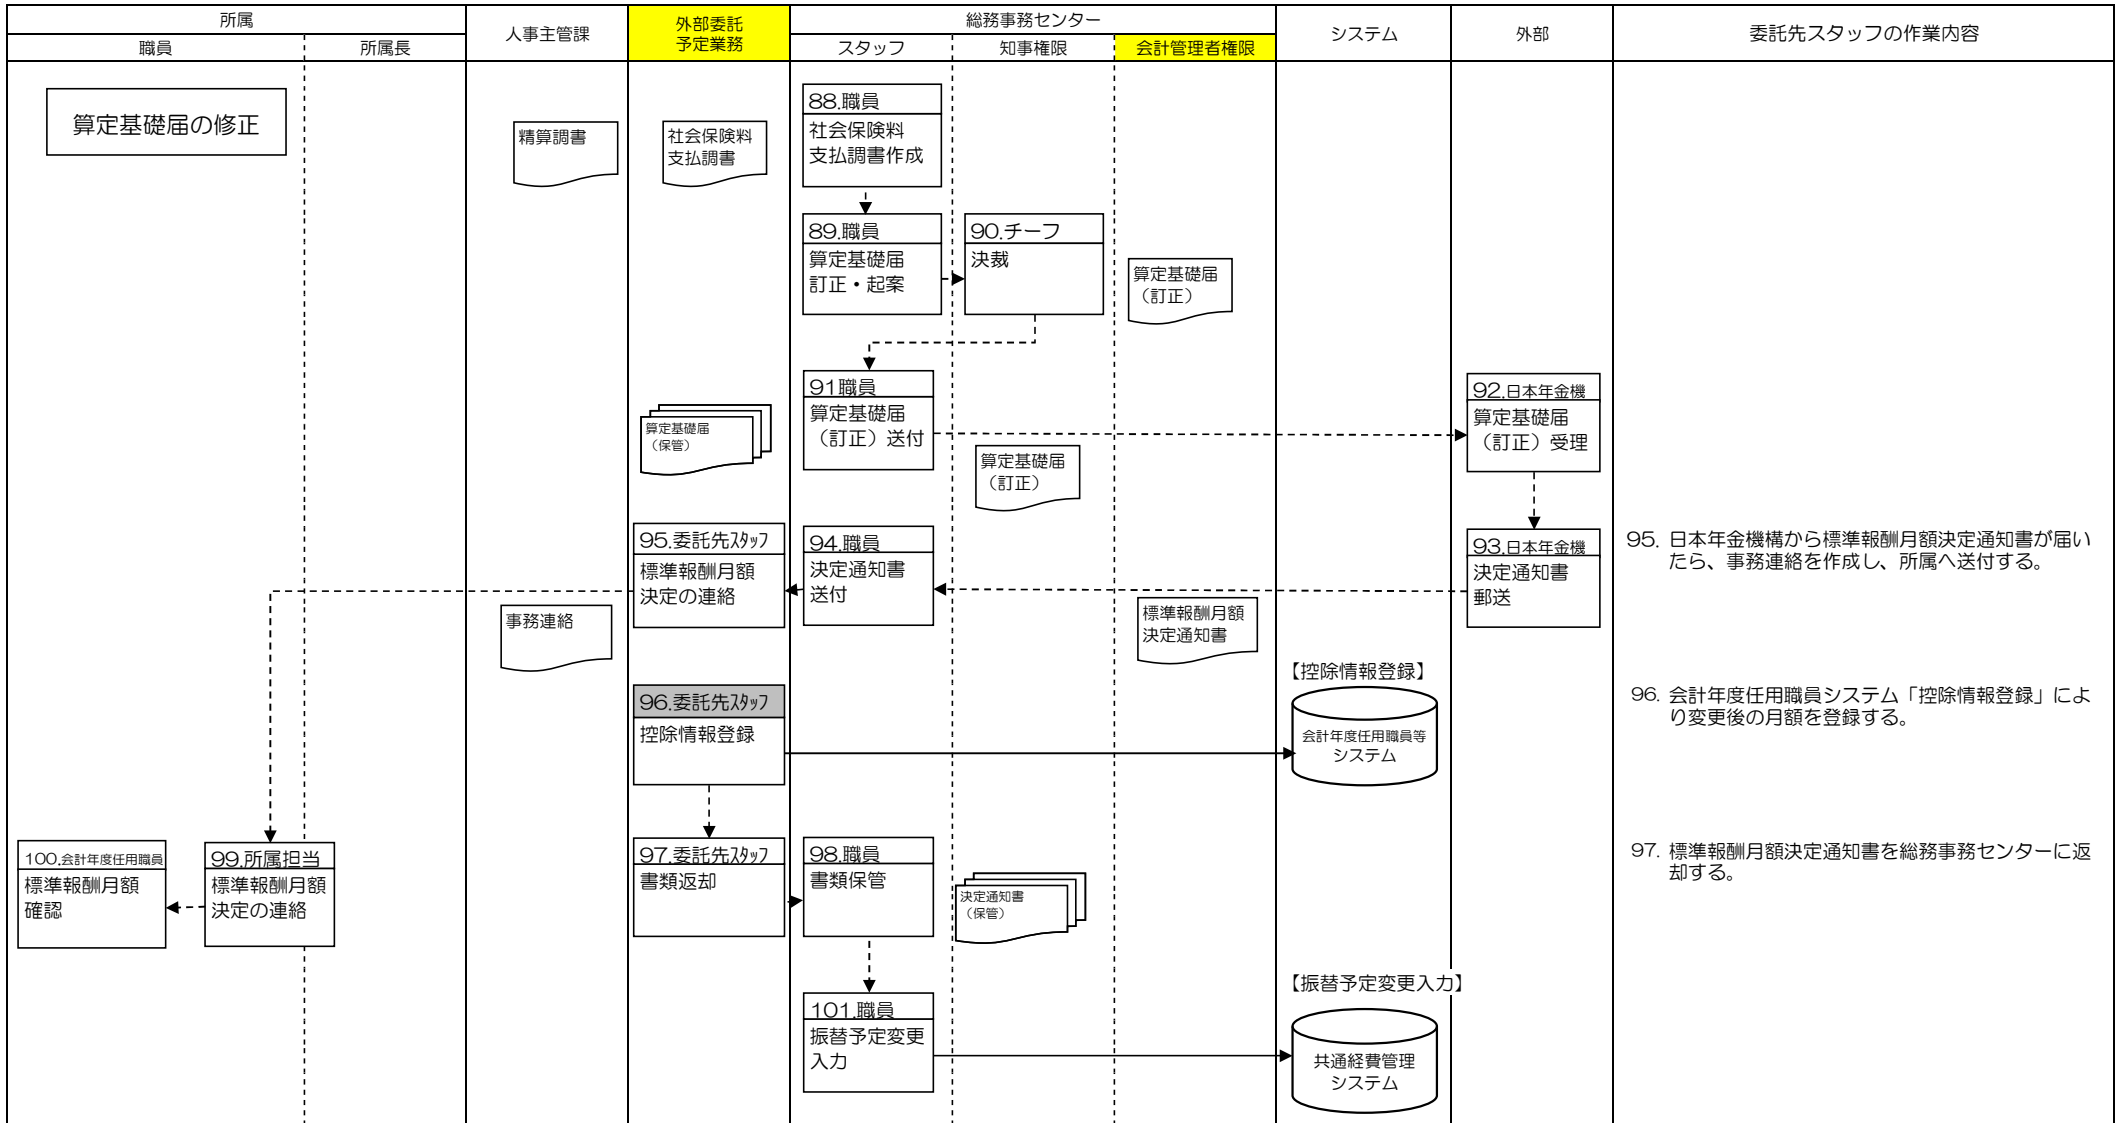 所属
職員
所属長
人事主管課
外部委託
予定業務
総務事務センター
スタッフ
知事権限
会計管理者権限
システム
外部
委託先スタッフの作業内容
算定基礎届の修正
精算調書
社会保険料
支払調書
88.職員
社会保険料
支払調書作成
89.職員
算定基礎届
訂正・起案
90.チーフ
決裁
算定基礎届
（訂正）
算定基礎届
（保管）
91職員
算定基礎届
（訂正）送付
算定基礎届
（訂正）
92.日本年金機
算定基礎届
（訂正）受理
95.委託先ｽﾀｯﾌ
標準報酬月額
決定の連絡
94.職員
決定通知書
送付
93.日本年金機
決定通知書
郵送
95. 日本年金機構から標準報酬月額決定通知書が届い
たら、事務連絡を作成し、所属へ送付する。
事務連絡
標準報酬月額
決定通知書
96.委託先ｽﾀｯﾌ
控除情報登録
【控除情報登録】
会計年度任用職員等
システム
96. 会計年度任用職員システム「控除情報登録」によ
り変更後の月額を登録する。
100.会計年度任用職員
標準報酬月額
確認
99.所属担当
標準報酬月額
決定の連絡
97.委託先ｽﾀｯﾌ
書類返却
98.職員
書類保管
決定通知書
（保管）
97. 標準報酬月額決定通知書を総務事務センターに返
却する。
101.職員
振替予定変更
入力
【振替予定変更入力】
共通経費管理
システム